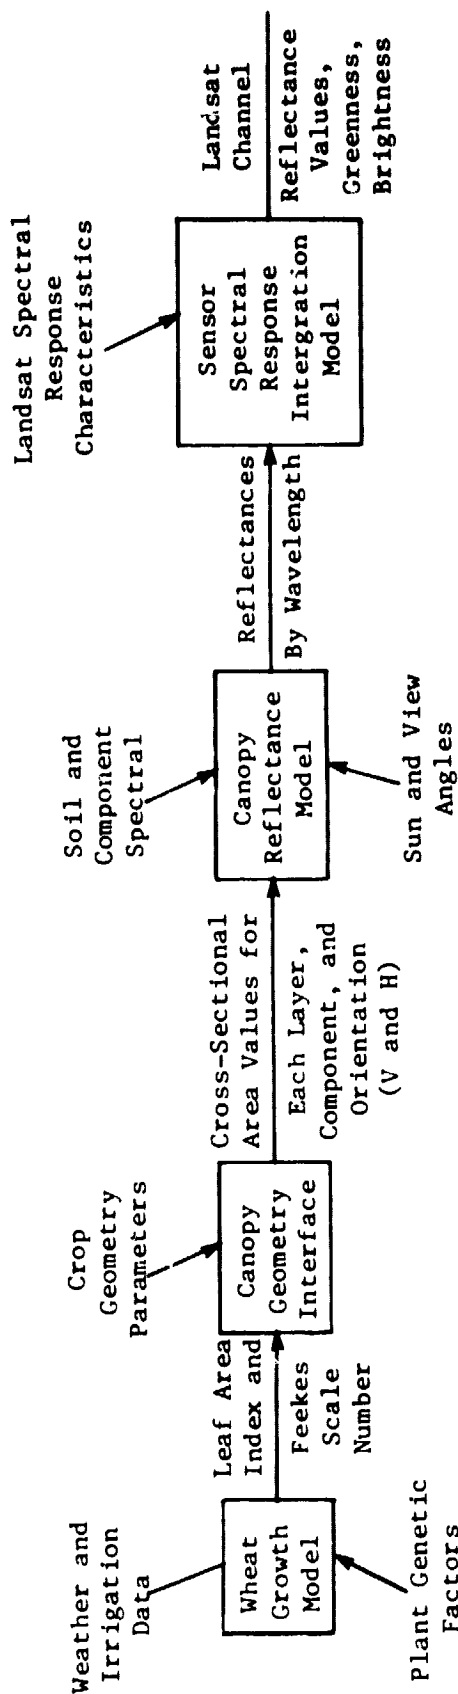 Weather and
Irrigation
Data
Wheat
Growth
Model
Plant Genetic
Factors
Leaf Area
Index and
Feekes
Scale
Number
Crop
Geometry
Parameters
Canopy
Geometry
Interface
Cross-Sectional
Area Values for
Each Layer,
Component, and
Orientation
(V and H)
Soil and
Component
Spectral
Canopy
Reflectance
Model
Sun and View
Angles
Reflectances
By Wavelength
Landsat Spectral
Response
Characteristics
Sensor
Spectral
Response
Intergration
Model
Landsat
Channel
Reflectance
Values,
Greenness,
Brightness